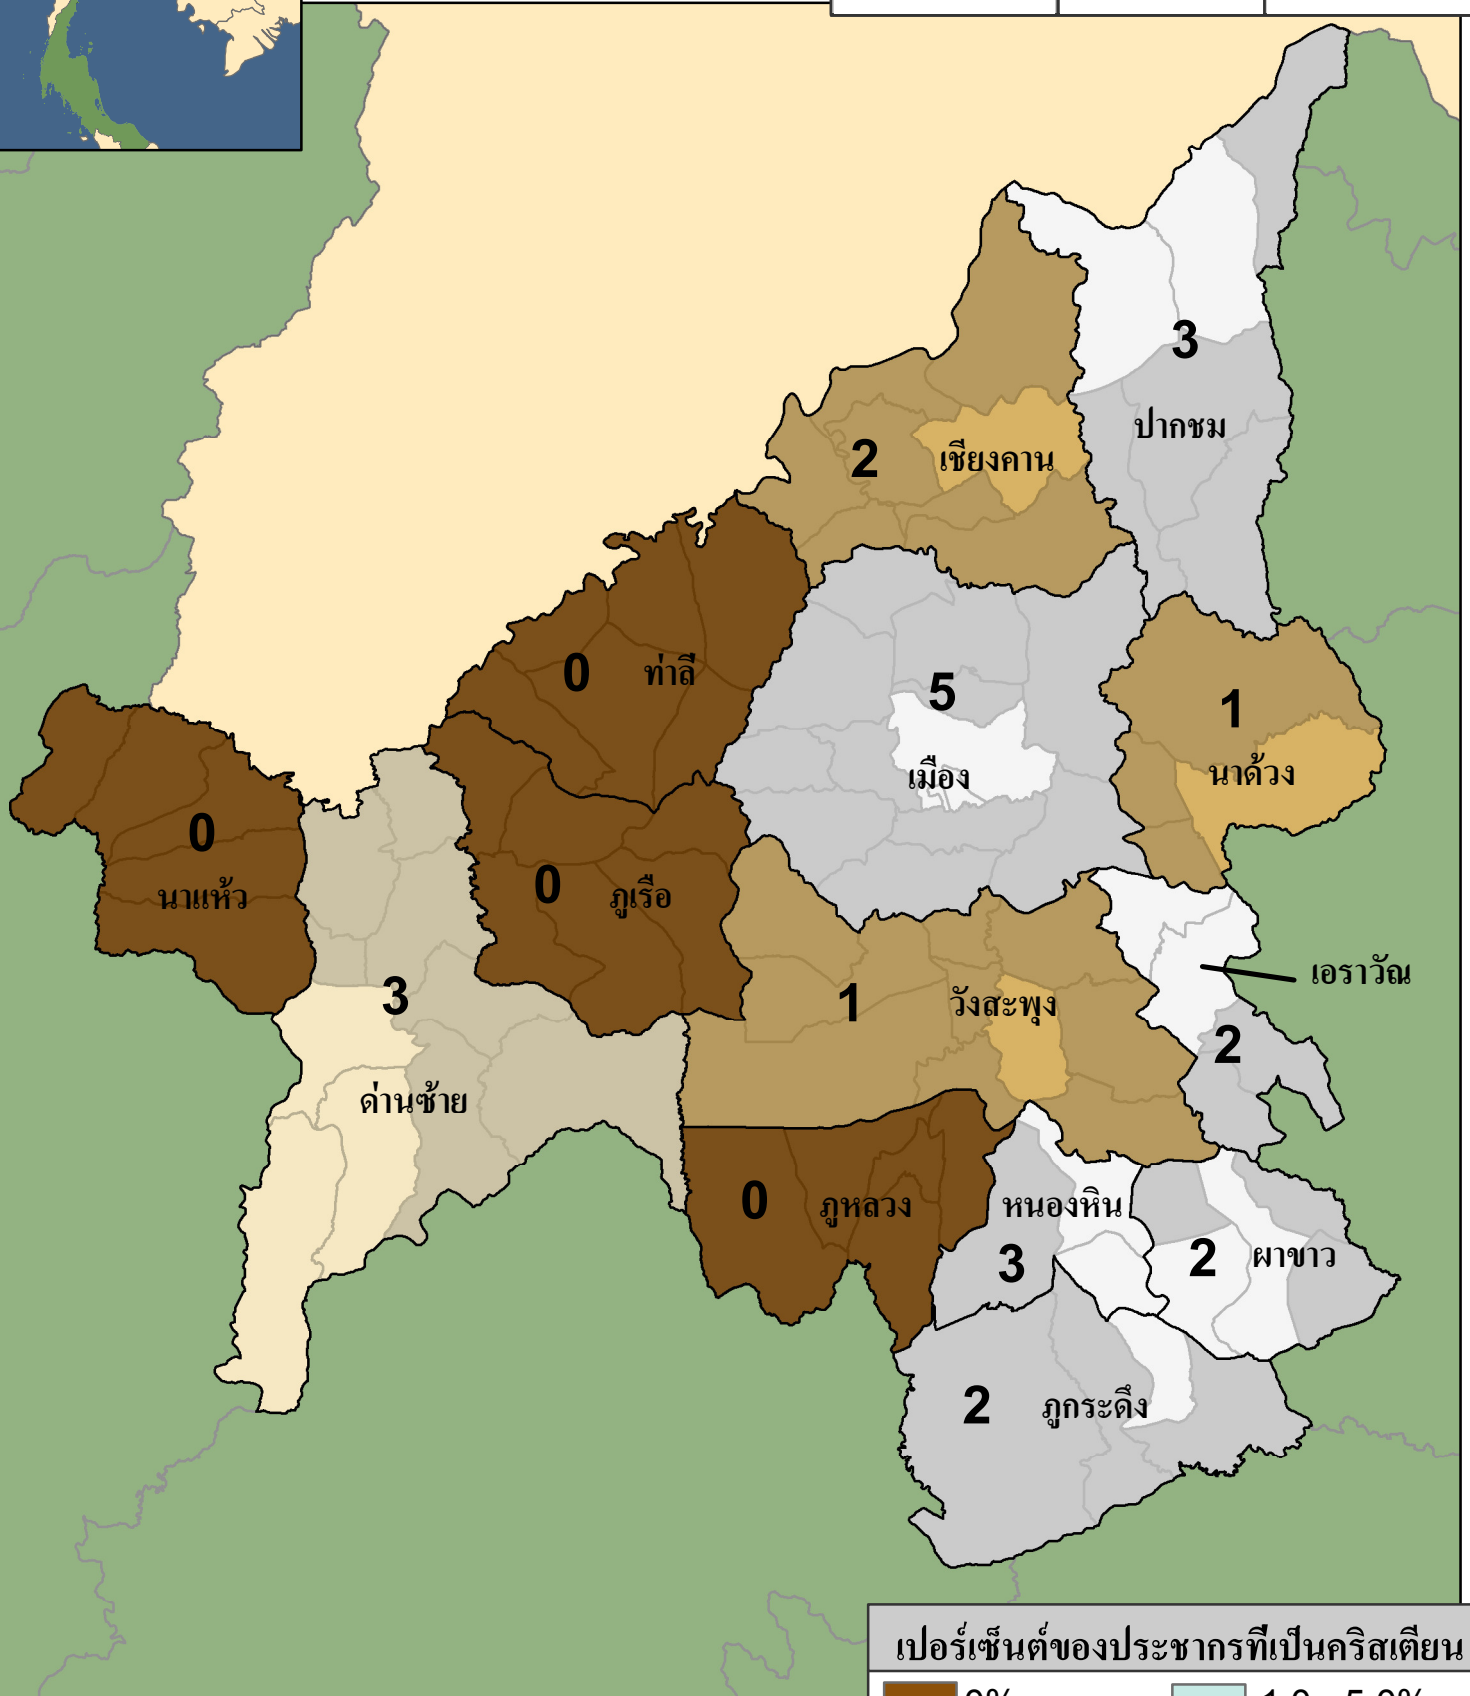 3
ปากชม
2 เชียงคาน
0 ท่าลี่
5
เมือง
1
นาด้วง
0
นาแห้ว
0 ภูเรือ
3
ด่านซ้าย
1 วังสะพุง
เอราวัณ
2
0 ภูหลวง
หนองหิน
3
2 ผาขาว
2 ภูกระดึง
เปอร์เซ็นต์ของประชากรที่เป็นคริสเตียน
0%